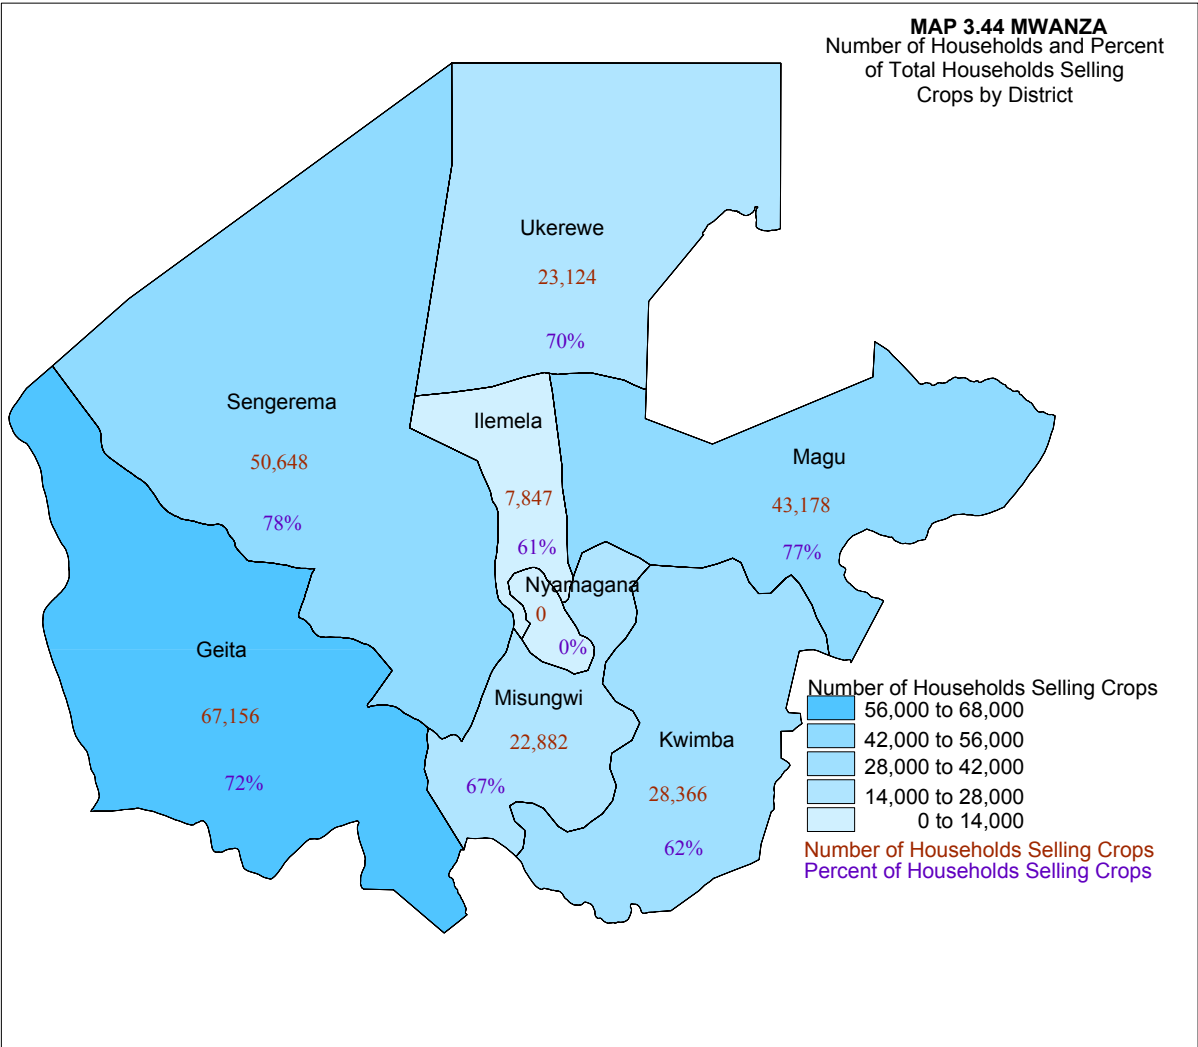 MAP 3.44 MWANZA
Number of Households and Percent
of Total Households Selling
Crops by District
Ukerewe
23,124
70%
Sengerema
50,648
78%
Ilemela
7,847
61%
Magu
43,178
77%
Nyamagana
0
0%
Geita
67,156
72%
Misungwi
22,882
67%
Kwimba
28,366
62%
Number of Households Selling Crops
56,000 to 68,000
42,000 to 56,000
28,000 to 42,000
14,000 to 28,000
0 to 14,000
Number of Households Selling Crops
Percent of Households Selling Crops